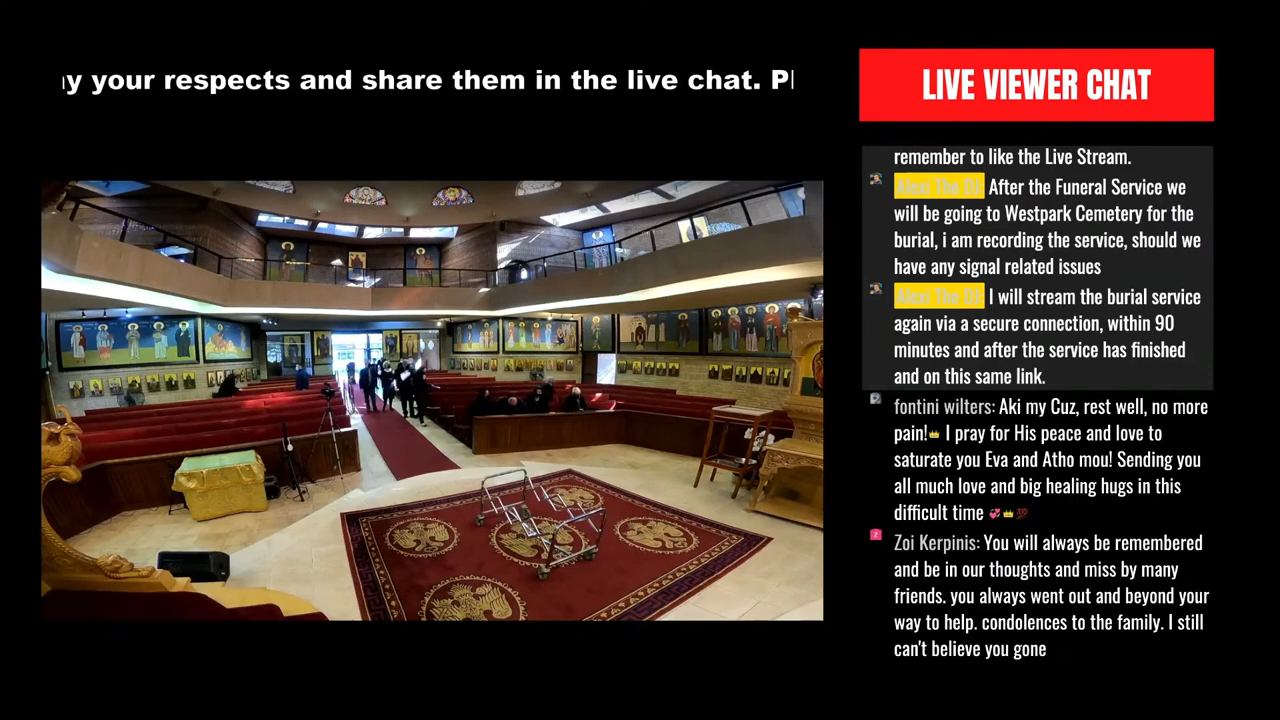 y your respects and share them in the live chat. Pl
LIVE VIEWER CHAT
remember to like the Live Stream.
Alexi The DJ: After the Funeral Service we
will be going to Westpark Cemetery for the
burial, i am recording the service, should we
have any signal related issues
Alexi The DJ: I will stream the burial service
again via a secure connection, within 90
minutes and after the service has finished
and on this same link.
fontini wilters: Aki my Cuz, rest well, no more
pain!👑 I pray for His peace and love to
saturate you Eva and Atho mou! Sending you
all much love and big healing hugs in this
difficult time 💞👑💯
Zoi Kerpinis: You will always be remembered
and be in our thoughts and miss by many
friends. you always went out and beyond your
way to help. condolences to the family. I still
can't believe you gone